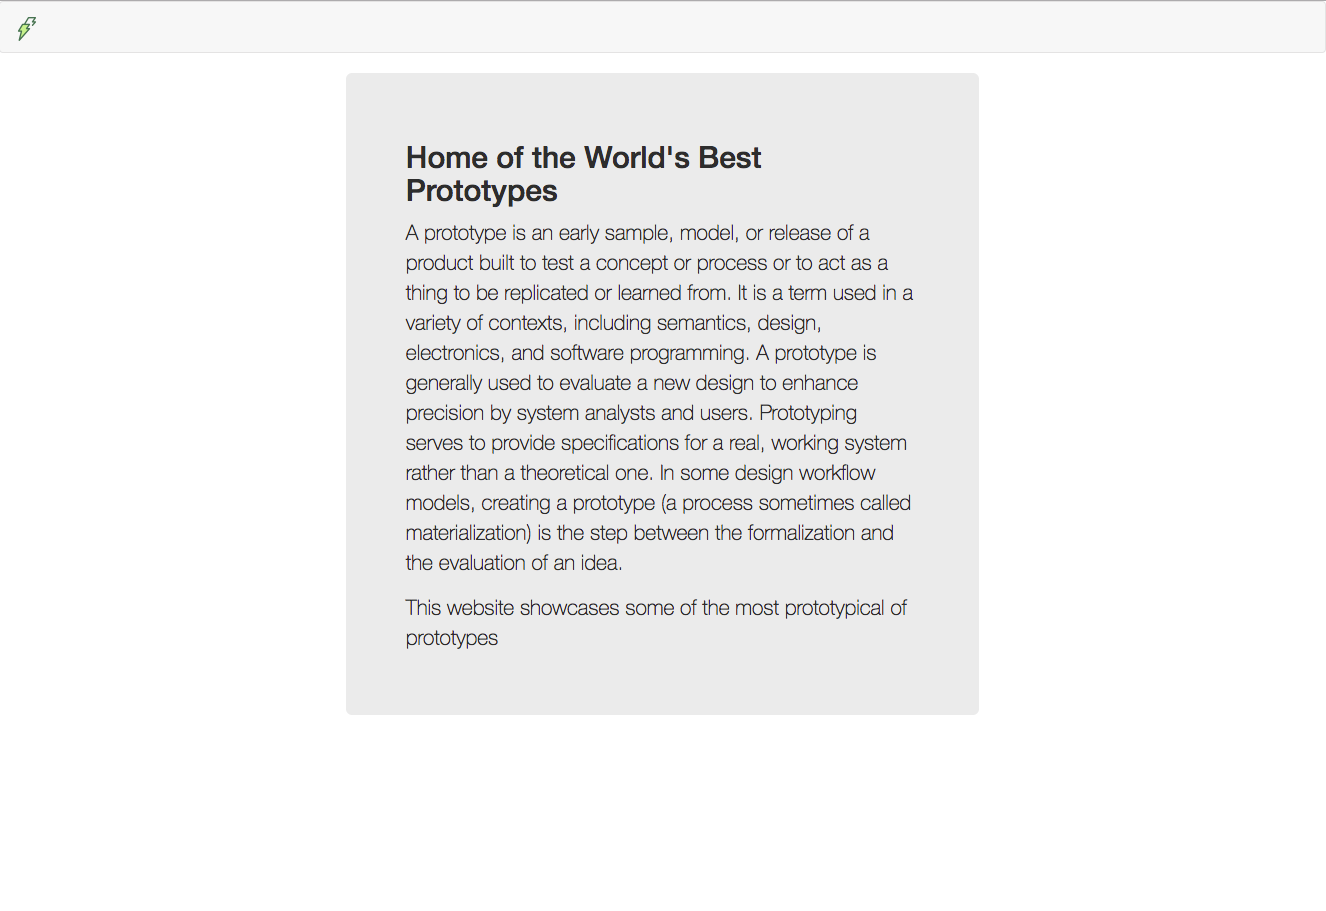 Home of the World's Best
Prototypes
A prototype is an early sample, model, or release of a
product built to test a concept or process or to act as a
thing to be replicated or learned from. It is a term used in a
variety of contexts, including semantics, design,
electronics, and software programming. A prototype is
generally used to evaluate a new design to enhance
precision by system analysts and users. Prototyping
serves to provide specifications for a real, working system
rather than a theoretical one. In some design workflow
models, creating a prototype (a process sometimes called
materialization) is the step between the formalization and
the evaluation of an idea.
This website showcases some of the most prototypical of
prototypes